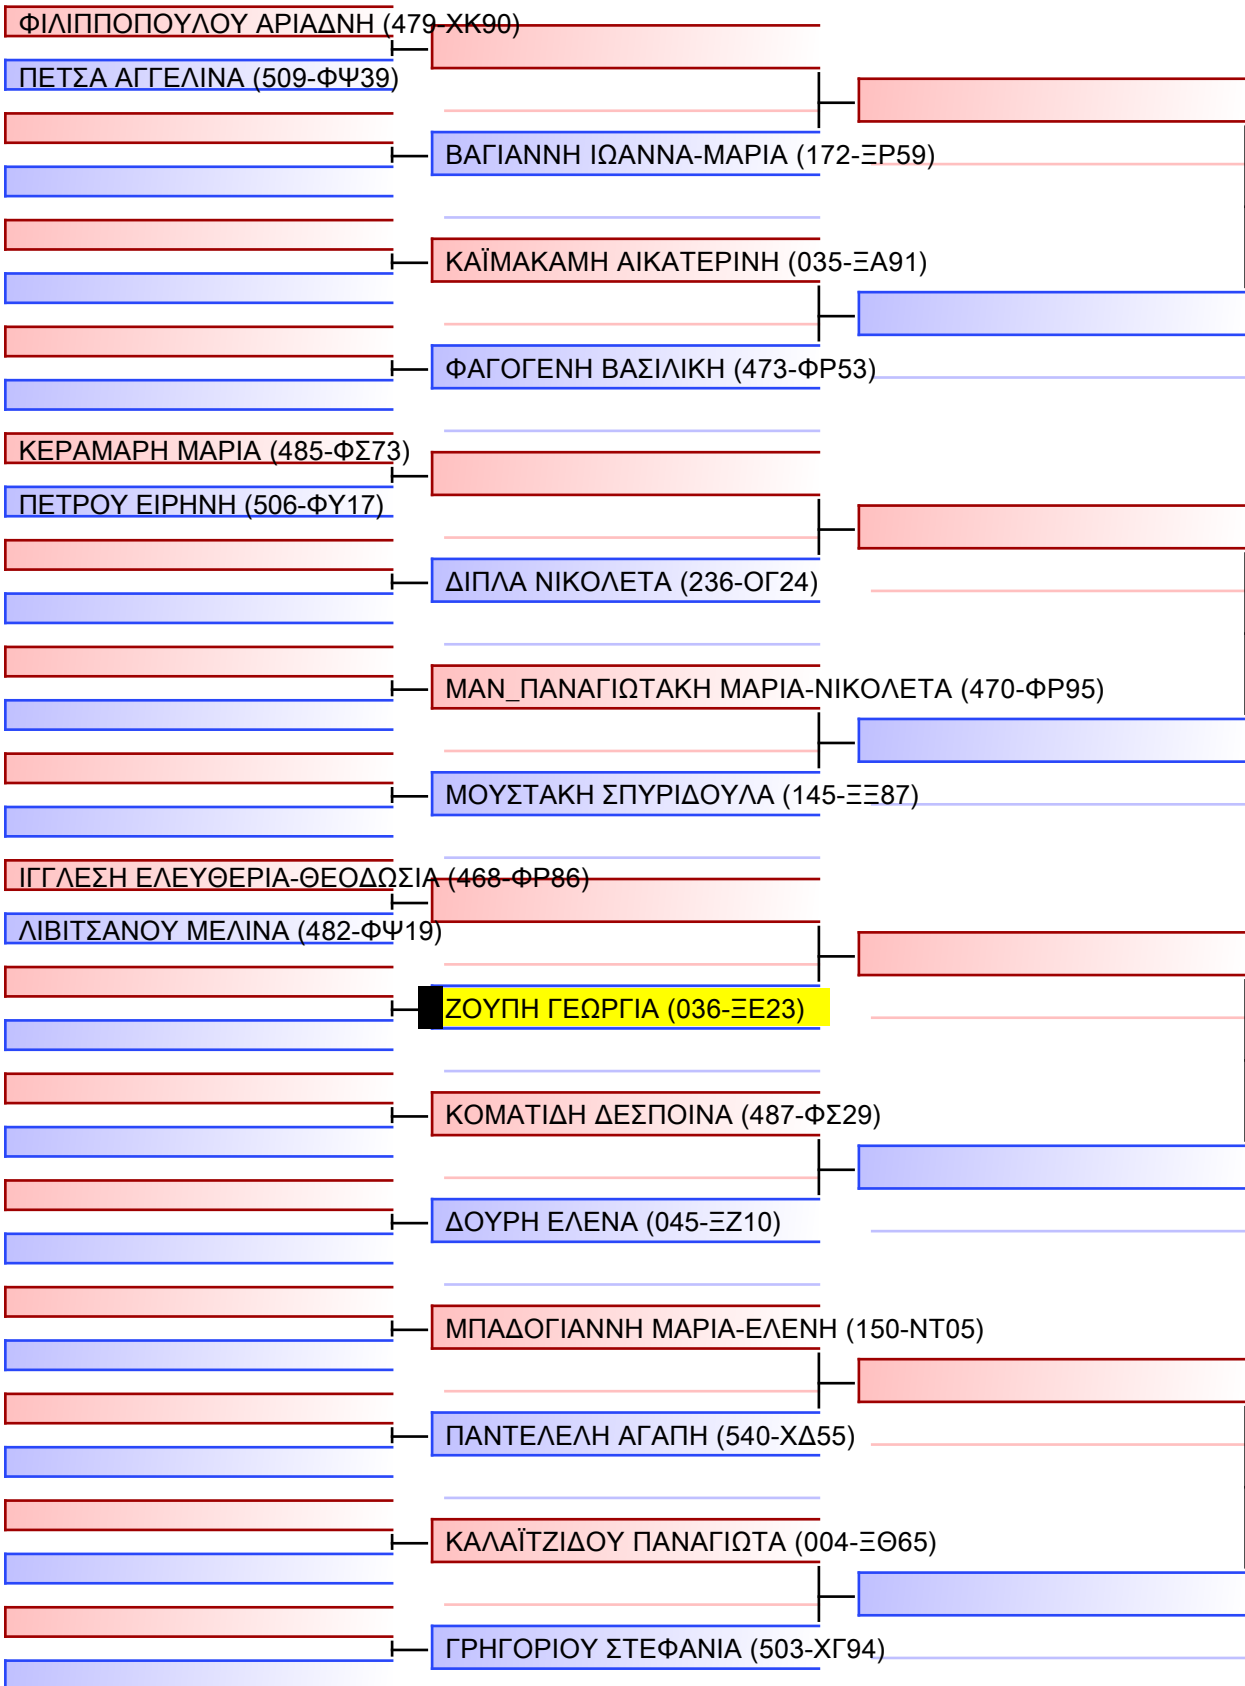 ΦΙΛΙΠΠΟΠΟΥΛΟΥ ΑΡΙΑΔΝΗ (479-ΧΚ90)
ΠΕΤΣΑ ΑΓΓΕΛΙΝΑ (509-ΦΨ39)
ΒΑΓΙΑΝΝΗ ΙΩΑΝΝΑ-ΜΑΡΙΑ (172-ΞΡ59)
ΚΑΪΜΑΚΑΜΗ ΑΙΚΑΤΕΡΙΝΗ (035-ΞΑ91)
ΦΑΓΟΓΕΝΗ ΒΑΣΙΛΙΚΗ (473-ΦΡ53)
ΚΕΡΑΜΑΡΗ ΜΑΡΙΑ (485-ΦΣ73)
ΠΕΤΡΟΥ ΕΙΡΗΝΗ (506-ΦΥ17)
ΔΙΠΛΑ ΝΙΚΟΛΕΤΑ (236-ΟΓ24)
ΜΑΝ_ΠΑΝΑΓΙΩΤΑΚΗ ΜΑΡΙΑ-ΝΙΚΟΛΕΤΑ (470-ΦΡ95)
ΜΟΥΣΤΑΚΗ ΣΠΥΡΙΔΟΥΛΑ (145-ΞΞ87)
ΙΓΓΛΕΣΗ ΕΛΕΥΘΕΡΙΑ-ΘΕΟΔΩΣΙΑ (468-ΦΡ86)
ΛΙΒΙΤΣΑΝΟΥ ΜΕΛΙΝΑ (482-ΦΨ19)
ΖΟΥΠΗ ΓΕΩΡΓΙΑ (036-ΞΕ23)
ΚΟΜΑΤΙΔΗ ΔΕΣΠΟΙΝΑ (487-ΦΣ29)
ΔΟΥΡΗ ΕΛΕΝΑ (045-ΞΖ10)
ΜΠΑΔΟΓΙΑΝΝΗ ΜΑΡΙΑ-ΕΛΕΝΗ (150-ΝΤ05)
ΠΑΝΤΕΛΕΛΗ ΑΓΑΠΗ (540-ΧΔ55)
ΚΑΛΑΪΤΖΙΔΟΥ ΠΑΝΑΓΙΩΤΑ (004-ΞΘ65)
ΓΡΗΓΟΡΙΟΥ ΣΤΕΦΑΝΙΑ (503-ΧΓ94)